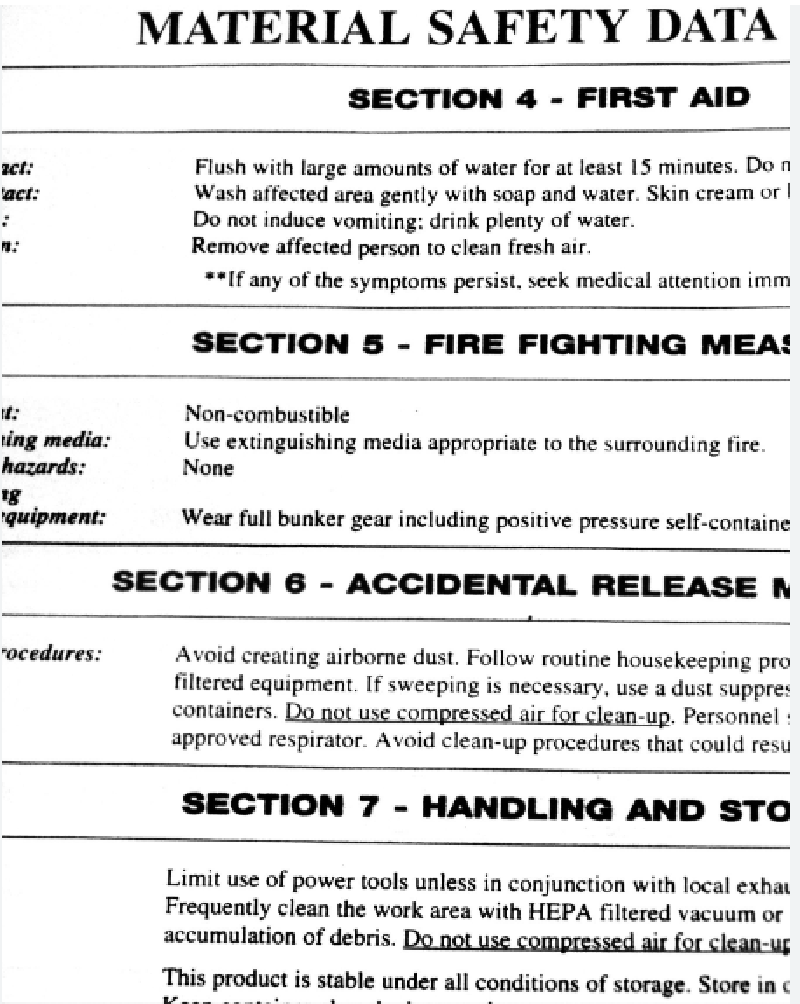 MATERIAL SAFETY DATA
SECTION 4 - FIRST AID
act: Flush with large amounts of water for at least 15 minutes. Do n
tact: Wash affected area gently with soap and water. Skin cream or l
: Do not induce vomiting; drink plenty of water.
n: Remove affected person to clean fresh air.
**If any of the symptoms persist, seek medical attention imm
SECTION 5 - FIRE FIGHTING MEAS
t: Non-combustible
ing media: Use extinguishing media appropriate to the surrounding fire.
hazards: None
ng
equipment: Wear full bunker gear including positive pressure self-containe
SECTION 6 - ACCIDENTAL RELEASE M
rocedures: Avoid creating airborne dust. Follow routine housekeeping pro
filtered equipment. If sweeping is necessary, use a dust suppres
containers. Do not use compressed air for clean-up. Personnel
approved respirator. Avoid clean-up procedures that could resu
SECTION 7 - HANDLING AND STO
Limit use of power tools unless in conjunction with local exhau
Frequently clean the work area with HEPA filtered vacuum or
accumulation of debris. Do not use compressed air for clean-up
This product is stable under all conditions of storage. Store in